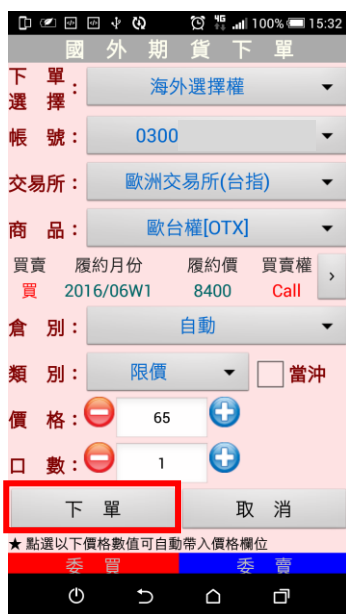 4G 100% 15:32
國外期貨下單
下單選擇： 海外選擇權
帳號： 0300
交易所： 歐洲交易所(台指)
商品： 歐台權[OTX]
買賣 履約月份 履約價 買賣權
買 2016/06W1 8400 Call
倉別： 自動
類別： 限價 當沖
價格： 65
口數： 1
下單 取消
★ 點選以下價格數值可自動帶入價格欄位
委買 委賣